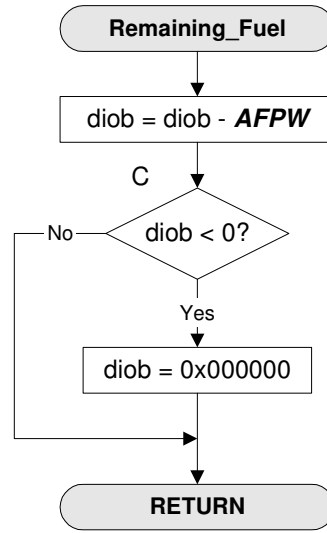 Remaining_Fuel
diob = diob - AFPW
C
diob < 0?
No
Yes
diob = 0x000000
RETURN